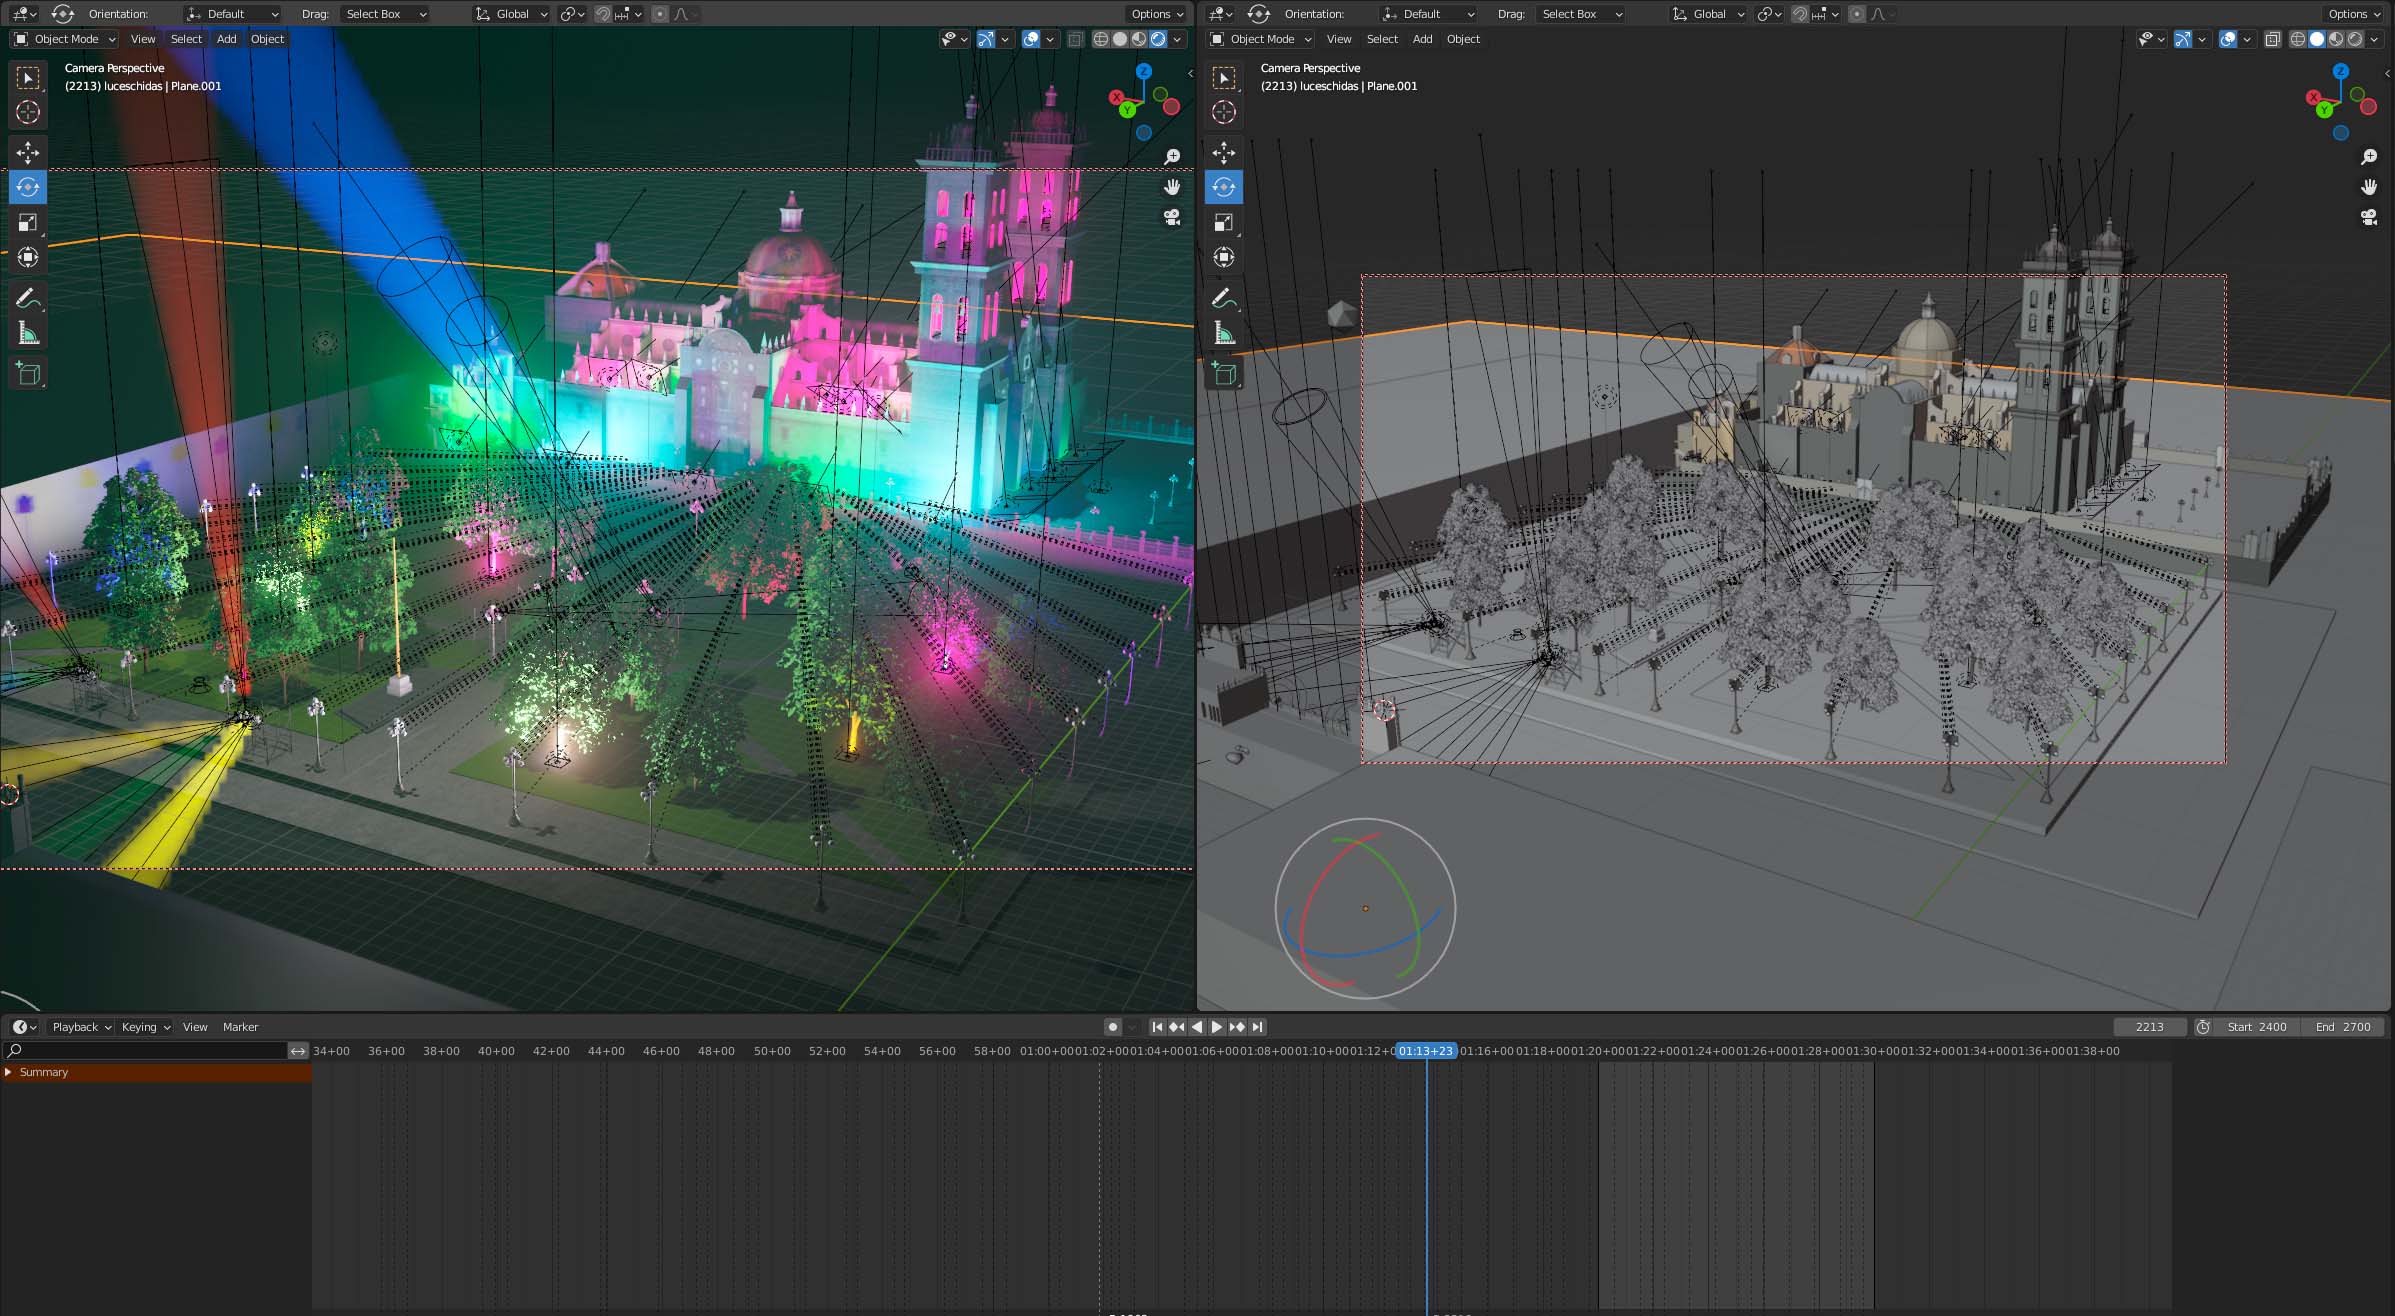 Orientation: Default Drag: Select Box Global Options
Object Mode View Select Add Object
Camera Perspective
(2213) luceschidas | Plane.001
Z
X
Y
Orientation: Default Drag: Select Box Global Options
Object Mode View Select Add Object
Camera Perspective
(2213) luceschidas | Plane.001
Z
X
Y
Playback Keying View Marker 2213 Start 2400 End 2700
34+00 36+00 38+00 40+00 42+00 44+00 46+00 48+00 50+00 52+00 54+00 56+00 58+00 01:00+00 01:02+00 01:04+00 01:06+00 01:08+00 01:10+00 01:12+0 01:13+23 01:16+00 01:18+00 01:20+00 01:22+00 01:24+00 01:26+00 01:28+00 01:30+00 01:32+00 01:34+00 01:36+00 01:38+00
Summary